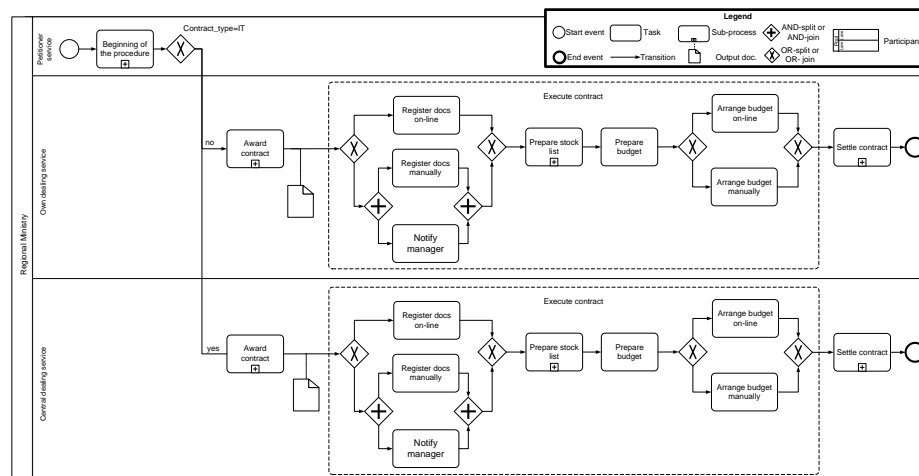 Contract_type=IT
Legend
Start event
Task
Sub-process
AND-split or
AND-join
Pool
Lane
Lane
Participant
End event
Transition
Output doc.
OR-split or
OR- join
Regional Ministry
Petitioner
service
Beginning of
the procedure
Own dealing service
no
Award
contract
Execute contract
Register docs
on-line
Register docs
manually
Notify
manager
Prepare stock
list
Prepare
budget
Arrange budget
on-line
Arrange budget
manually
Settle contract
Central dealing service
yes
Award
contract
Execute contract
Register docs
on-line
Register docs
manually
Notify
manager
Prepare stock
list
Prepare
budget
Arrange budget
on-line
Arrange budget
manually
Settle contract